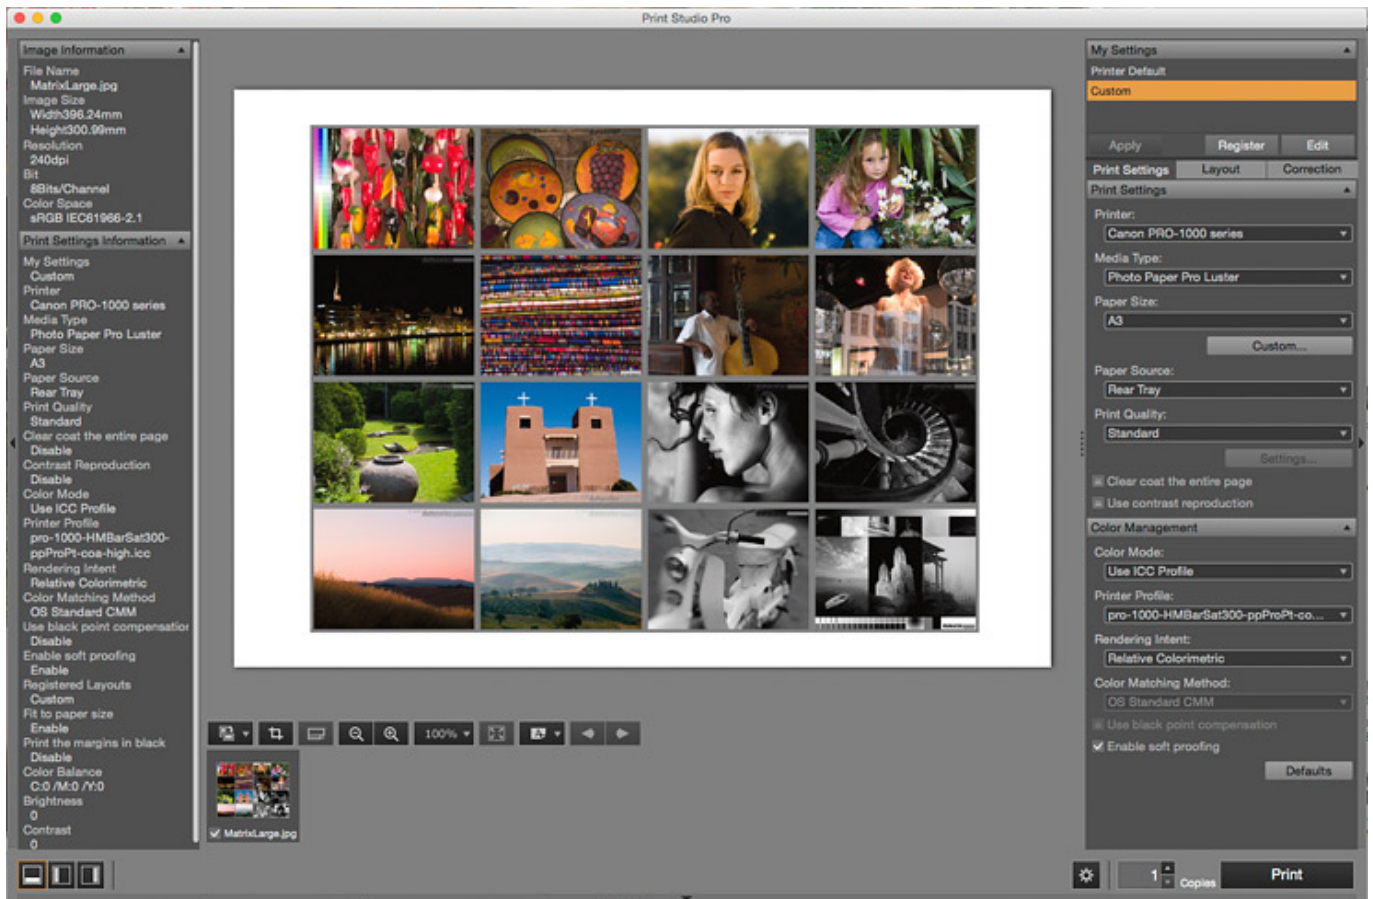 Print Studio Pro
Image Information
File Name
MatrixLarge.jpg
Image Size
Width396.24mm
Height300.99mm
Resolution
240dpi
Bit
8Bits/Channel
Color Space
sRGB IEC61966-2.1
Print Settings Information
My Settings
Custom
Printer
Canon PRO-1000 series
Media Type
Photo Paper Pro Luster
Paper Size
A3
Paper Source
Rear Tray
Print Quality
Standard
Clear coat the entire page
Disable
Contrast Reproduction
Disable
Color Mode
Use ICC Profile
Printer Profile
pro-1000-HMBarSat300-
ppProPt-coa-high.icc
Rendering Intent
Relative Colorimetric
Color Matching Method
OS Standard CMM
Use black point compensation
Disable
Enable soft proofing
Enable
Registered Layouts
Custom
Fit to paper size
Enable
Print the margins in black
Disable
Color Balance
C:0 /M:0 /Y:0
Brightness
0
Contrast
0
100%
MatrixLarge.jpg
My Settings
Printer Default
Custom
Apply Register Edit
Print Settings Layout Correction
Print Settings
Printer:
Canon PRO-1000 series
Media Type:
Photo Paper Pro Luster
Paper Size:
A3
Custom...
Paper Source:
Rear Tray
Print Quality:
Standard
Settings...
Clear coat the entire page
Use contrast reproduction
Color Management
Color Mode:
Use ICC Profile
Printer Profile:
pro-1000-HMBarSat300-ppProPt-co...
Rendering Intent:
Relative Colorimetric
Color Matching Method:
OS Standard CMM
Use black point compensation
Enable soft proofing
Defaults
1 Copies Print